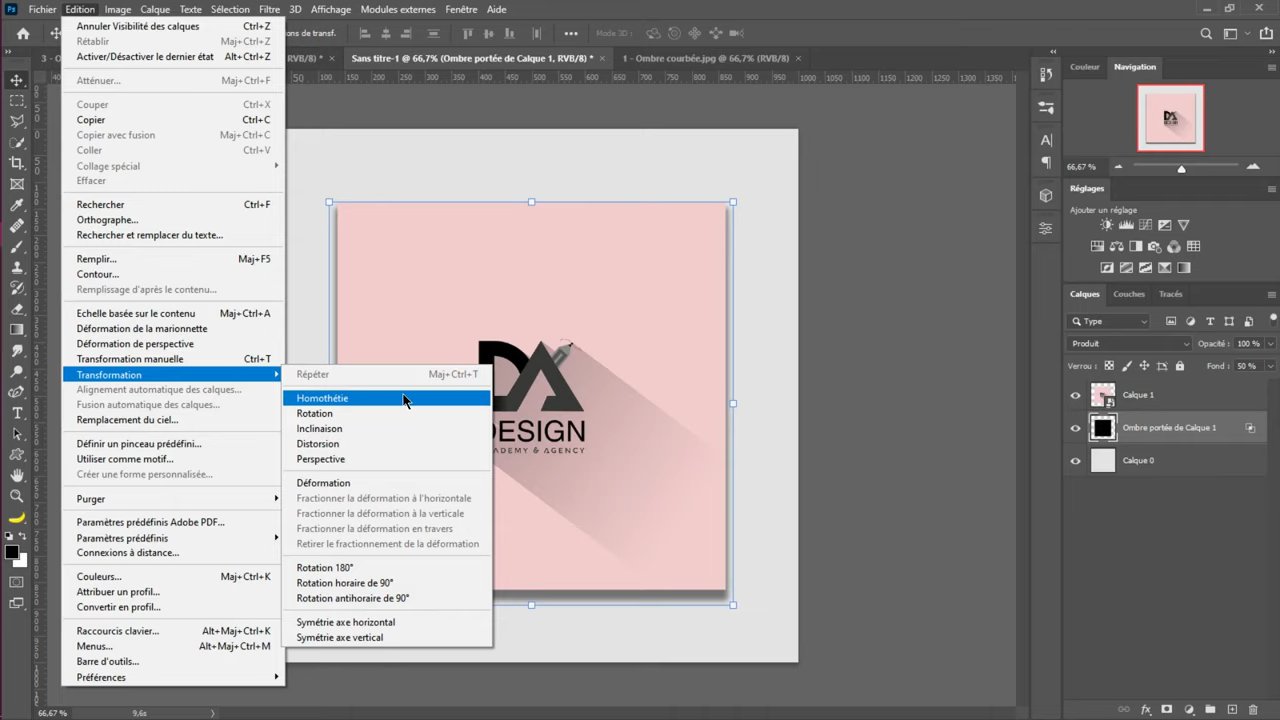 Ps Fichier Edition Image Calque Texte Sélection Filtre 3D Affichage Modules externes Fenêtre Aide
ns de transf. Mode 3D :
3 - O RVB/8) * Sans titre-1 @ 66,7% (Ombre portée de Calque 1, RVB/8) * 1 - Ombre courbée.jpg @ 66,7% (RVB/8)
Annuler Visibilité des calques Ctrl+Z
Rétablir Maj+Ctrl+Z
Activer/Désactiver le dernier état Alt+Ctrl+Z
Atténuer... Maj+Ctrl+F
Couper Ctrl+X
Copier Ctrl+C
Copier avec fusion Maj+Ctrl+C
Coller Ctrl+V
Collage spécial
Effacer
Rechercher Ctrl+F
Orthographe...
Rechercher et remplacer du texte...
Remplir... Maj+F5
Contour...
Remplissage d'après le contenu...
Echelle basée sur le contenu Maj+Ctrl+A
Déformation de la marionnette
Déformation de perspective
Transformation manuelle Ctrl+T
Transformation
Alignement automatique des calques...
Fusion automatique des calques...
Remplacement du ciel...
Définir un pinceau prédéfini...
Utiliser comme motif...
Créer une forme personnalisée...
Purger
Paramètres prédéfinis Adobe PDF...
Paramètres prédéfinis
Connexions à distance...
Couleurs... Maj+Ctrl+K
Attribuer un profil...
Convertir en profil...
Raccourcis clavier... Alt+Maj+Ctrl+K
Menus... Alt+Maj+Ctrl+M
Barre d'outils...
Préférences
Répéter Maj+Ctrl+T
Homothétie
Rotation
Inclinaison
Distorsion
Perspective
Déformation
Fractionner la déformation à l'horizontale
Fractionner la déformation à la verticale
Fractionner la déformation en travers
Retirer le fractionnement de la déformation
Rotation 180°
Rotation horaire de 90°
Rotation antihoraire de 90°
Symétrie axe horizontal
Symétrie axe vertical
50 100 150 200 250 300 350 400 450 500 550 600 650 700 750 800 850 900 950 1000 1050 1100 1150 1200 1250 1300
DA
DESIGN
ADEMY & AGENCY
Couleur Navigation
66,67 %
Réglages
Ajouter un réglage
Calques Couches Tracés
Type
Produit Opacité : 100 %
Verrou : Fond : 50 %
Calque 1
Ombre portée de Calque 1
Calque 0
66,67 % 9,6s